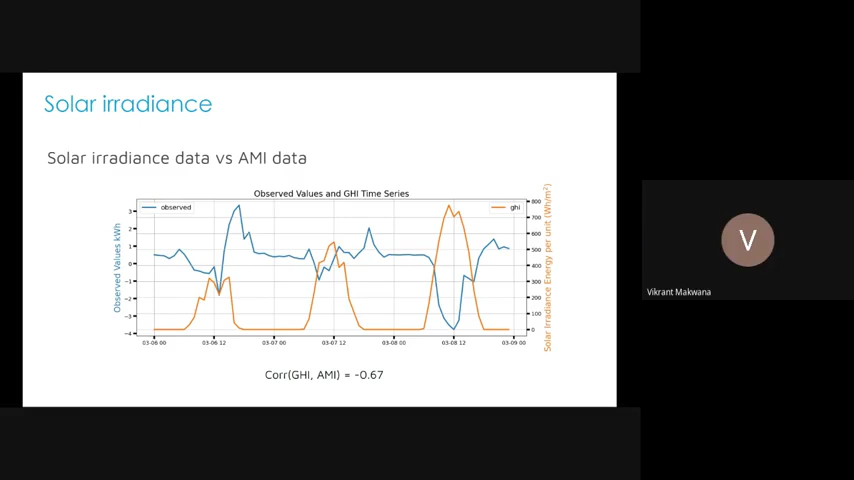 Solar irradiance
Solar irradiance data vs AMI data
Observed Values and GHI Time Series
observed
ghi
Observed Values kWh
3
2
1
0
−1
−2
−3
−4
800
700
600
500
400
300
200
100
0
Solar Irradiance Energy per unit (Wh/m²)
03-06 00
03-06 12
03-07 00
03-07 12
03-08 00
03-08 12
03-09 00
Corr(GHI, AMI) = -0.67
V
Vikrant Makwana